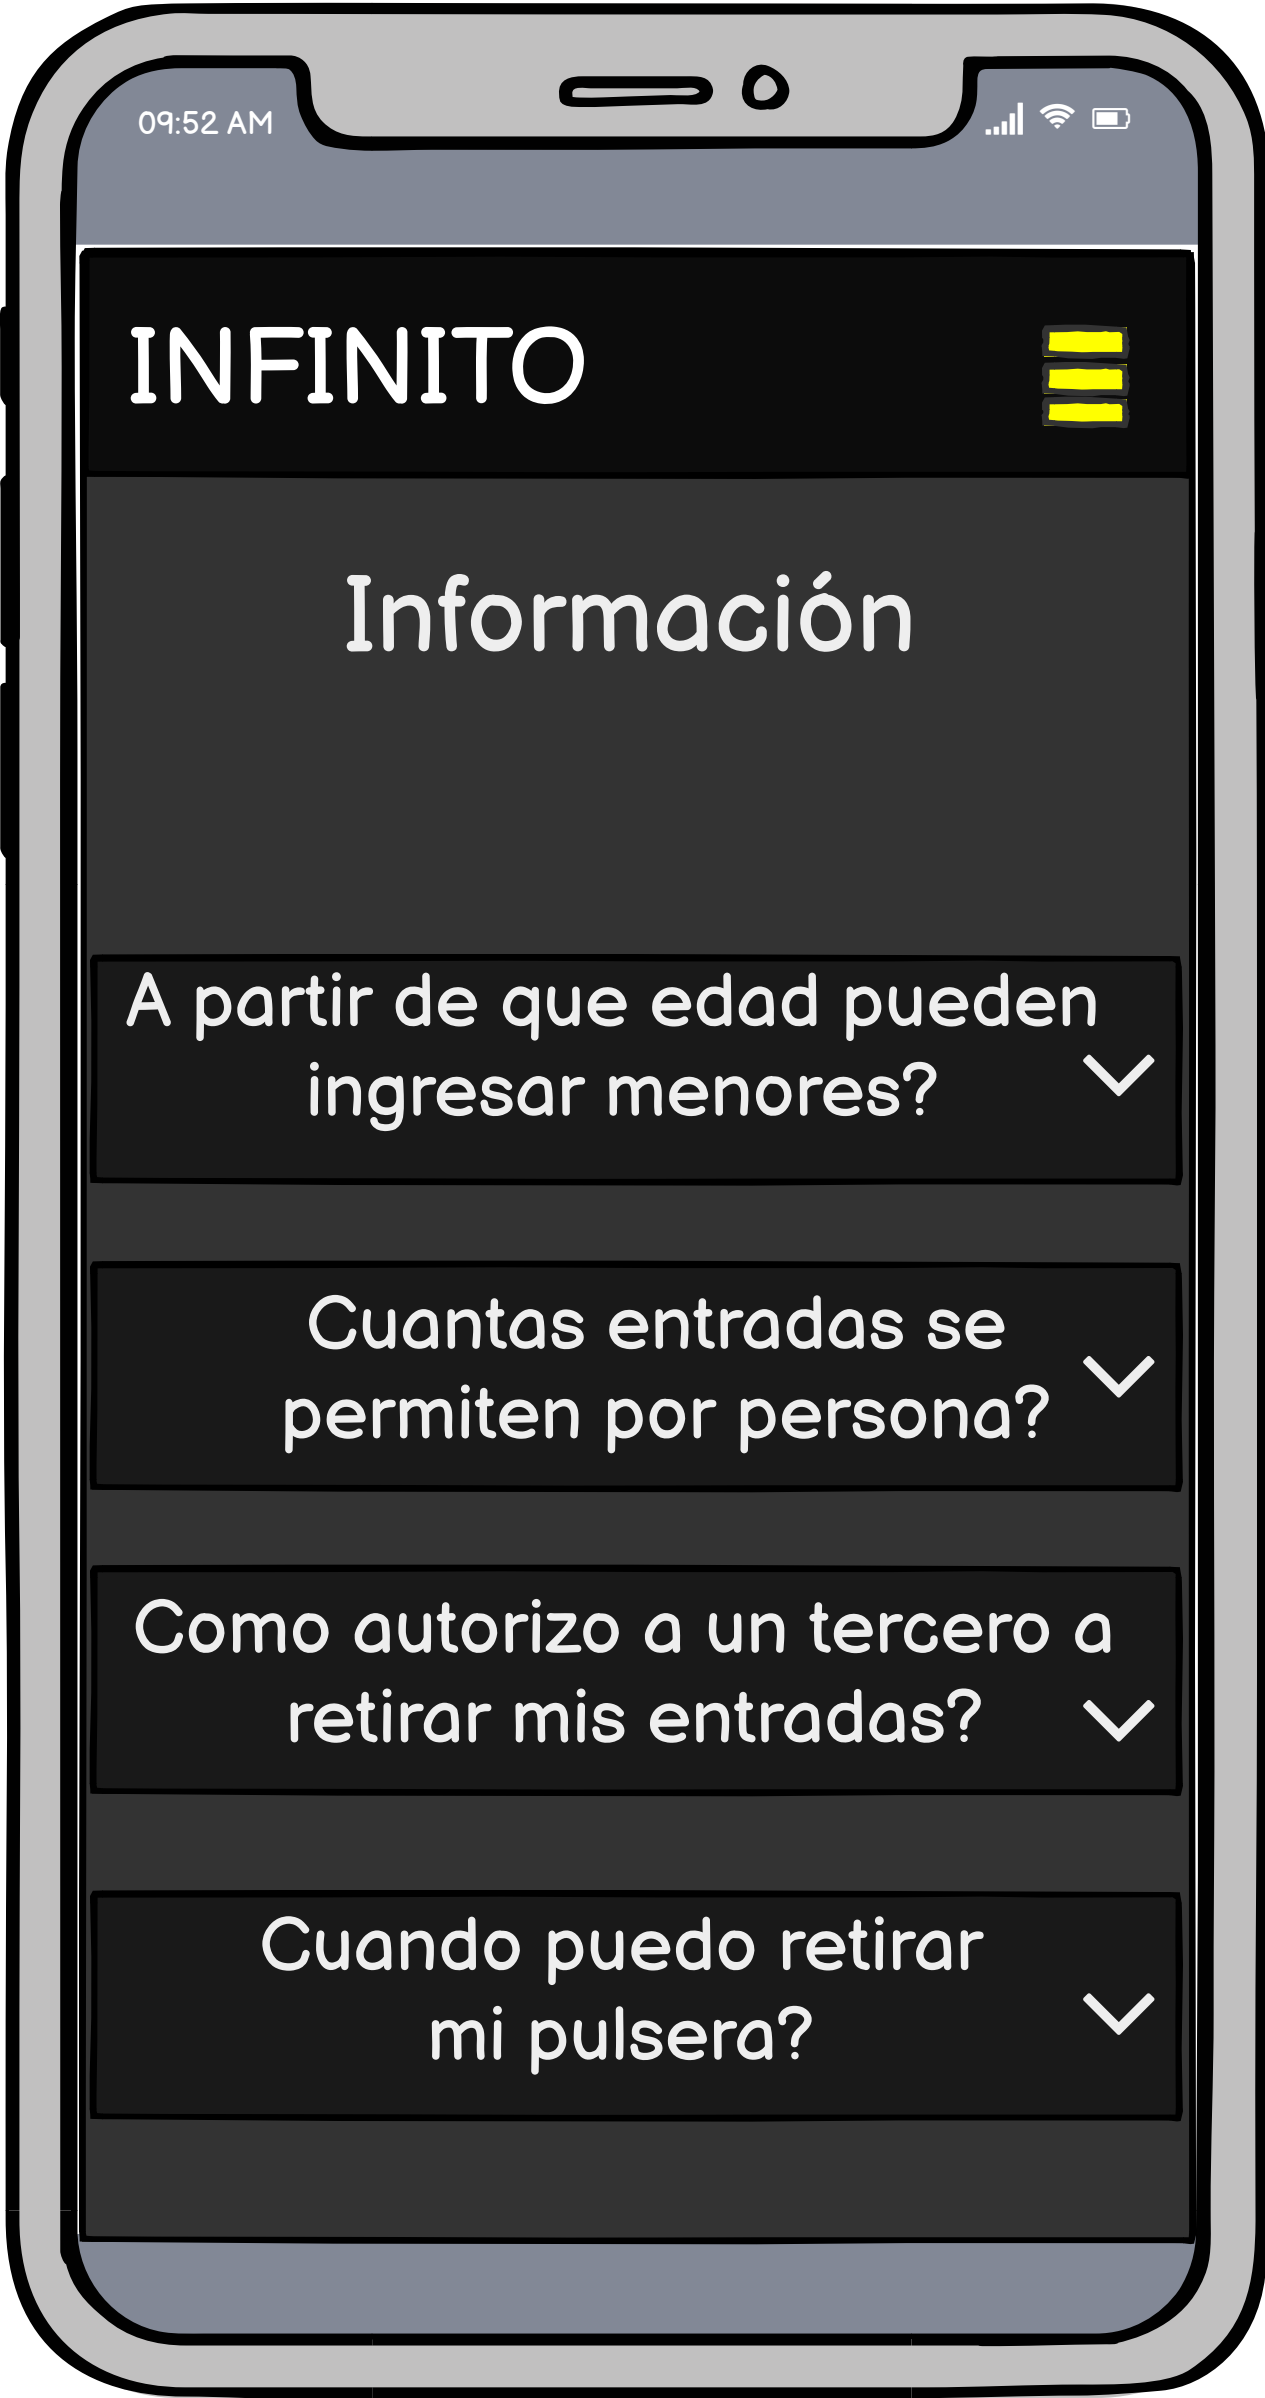 09:52 AM
INFINITO
Información
A partir de que edad pueden
ingresar menores?
Cuantas entradas se
permiten por persona?
Como autorizo a un tercero a
retirar mis entradas?
Cuando puedo retirar
mi pulsera?